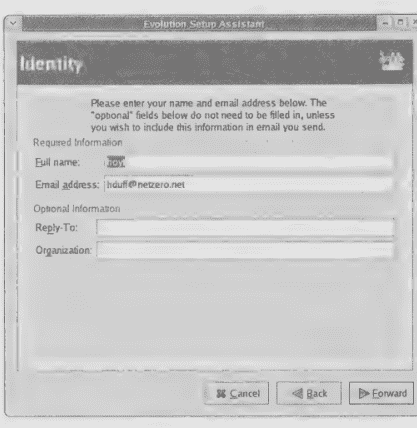 Evolution Setup Assistant
Identity
Please enter your name and email address below. The
"optional" fields below do not need to be filled in, unless
you wish to include this information in email you send.
Required Information
Full name: hoyt
Email address: hduff@netzero.net
Optional Information
Reply-To:
Organization:
Cancel Back Forward